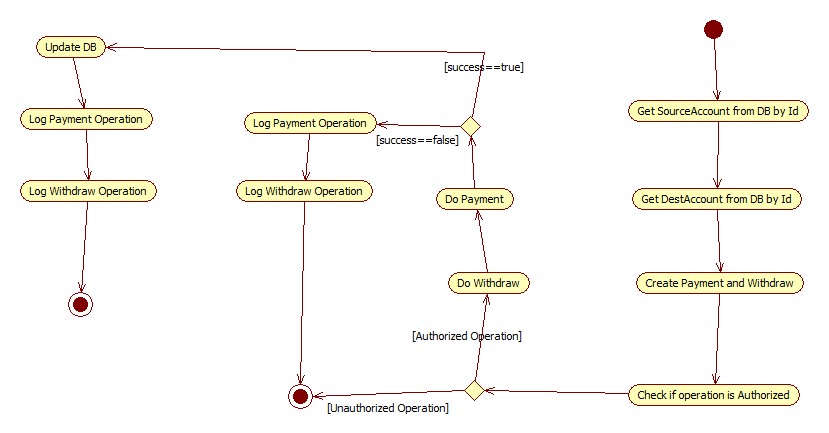 Update DB
[success==true]
Get SourceAccount from DB by Id
Log Payment Operation
Log Payment Operation
[success==false]
Log Withdraw Operation
Log Withdraw Operation
Do Payment
Get DestAccount from DB by Id
Do Withdraw
Create Payment and Withdraw
[Authorized Operation]
Check if operation is Authorized
[Unauthorized Operation]